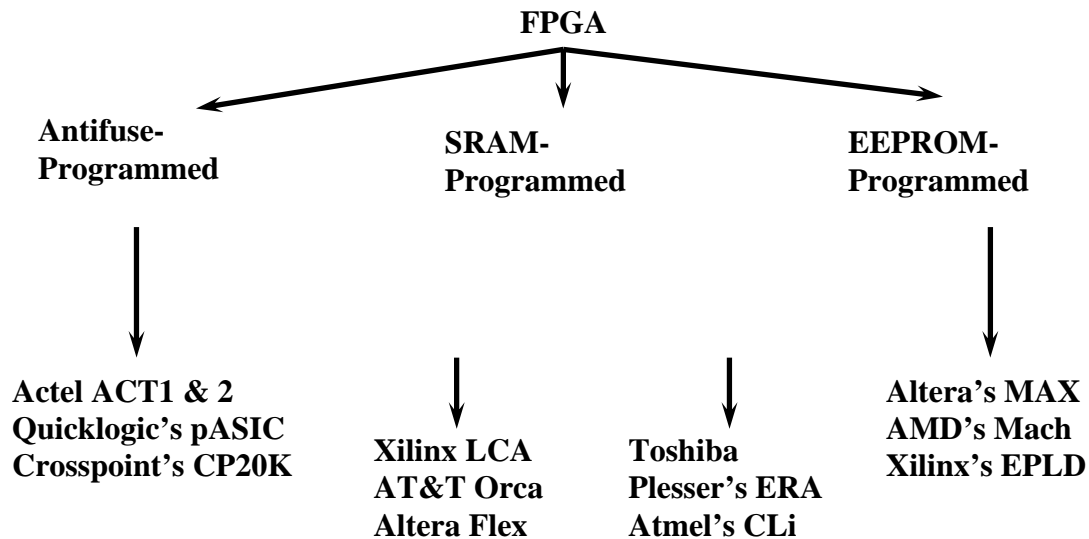 FPGA
Antifuse-
Programmed
SRAM-
Programmed
EEPROM-
Programmed
Actel ACT1 & 2
Quicklogic’s pASIC
Crosspoint’s CP20K
Xilinx LCA
AT&T Orca
Altera Flex
Toshiba
Plesser’s ERA
Atmel’s CLi
Altera’s MAX
AMD’s Mach
Xilinx’s EPLD